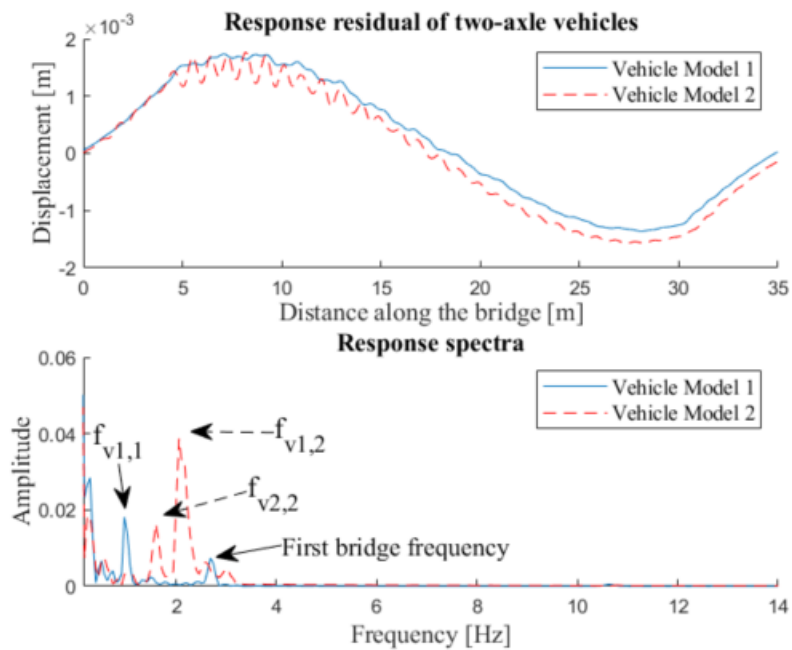 Response residual of two-axle vehicles
×10⁻³
2
1
0
-1
-2
Displacement [m]
Vehicle Model 1
Vehicle Model 2
0 5 10 15 20 25 30 35
Distance along the bridge [m]
Response spectra
0.06
0.04
0.02
0
Amplitude
Vehicle Model 1
Vehicle Model 2
f_v1,1
f_v1,2
f_v2,2
First bridge frequency
2 4 6 8 10 12 14
Frequency [Hz]